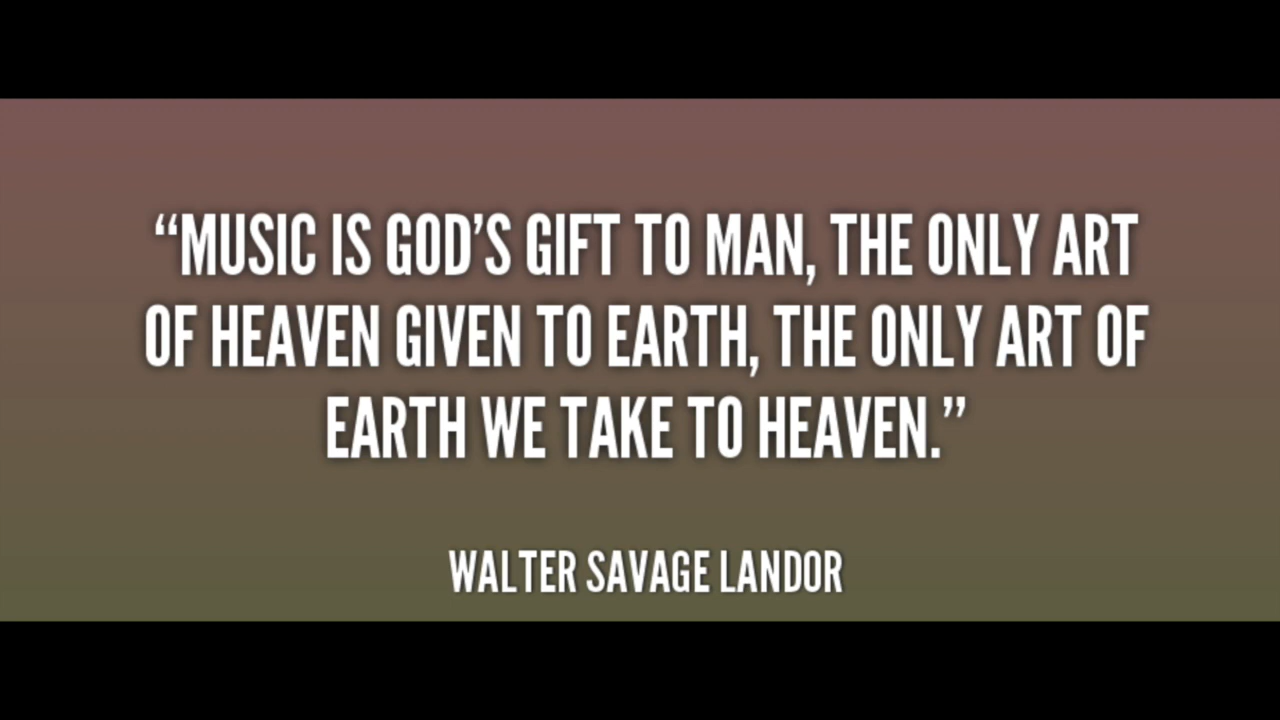 “MUSIC IS GOD’S GIFT TO MAN, THE ONLY ART
OF HEAVEN GIVEN TO EARTH, THE ONLY ART OF
EARTH WE TAKE TO HEAVEN.”
WALTER SAVAGE LANDOR